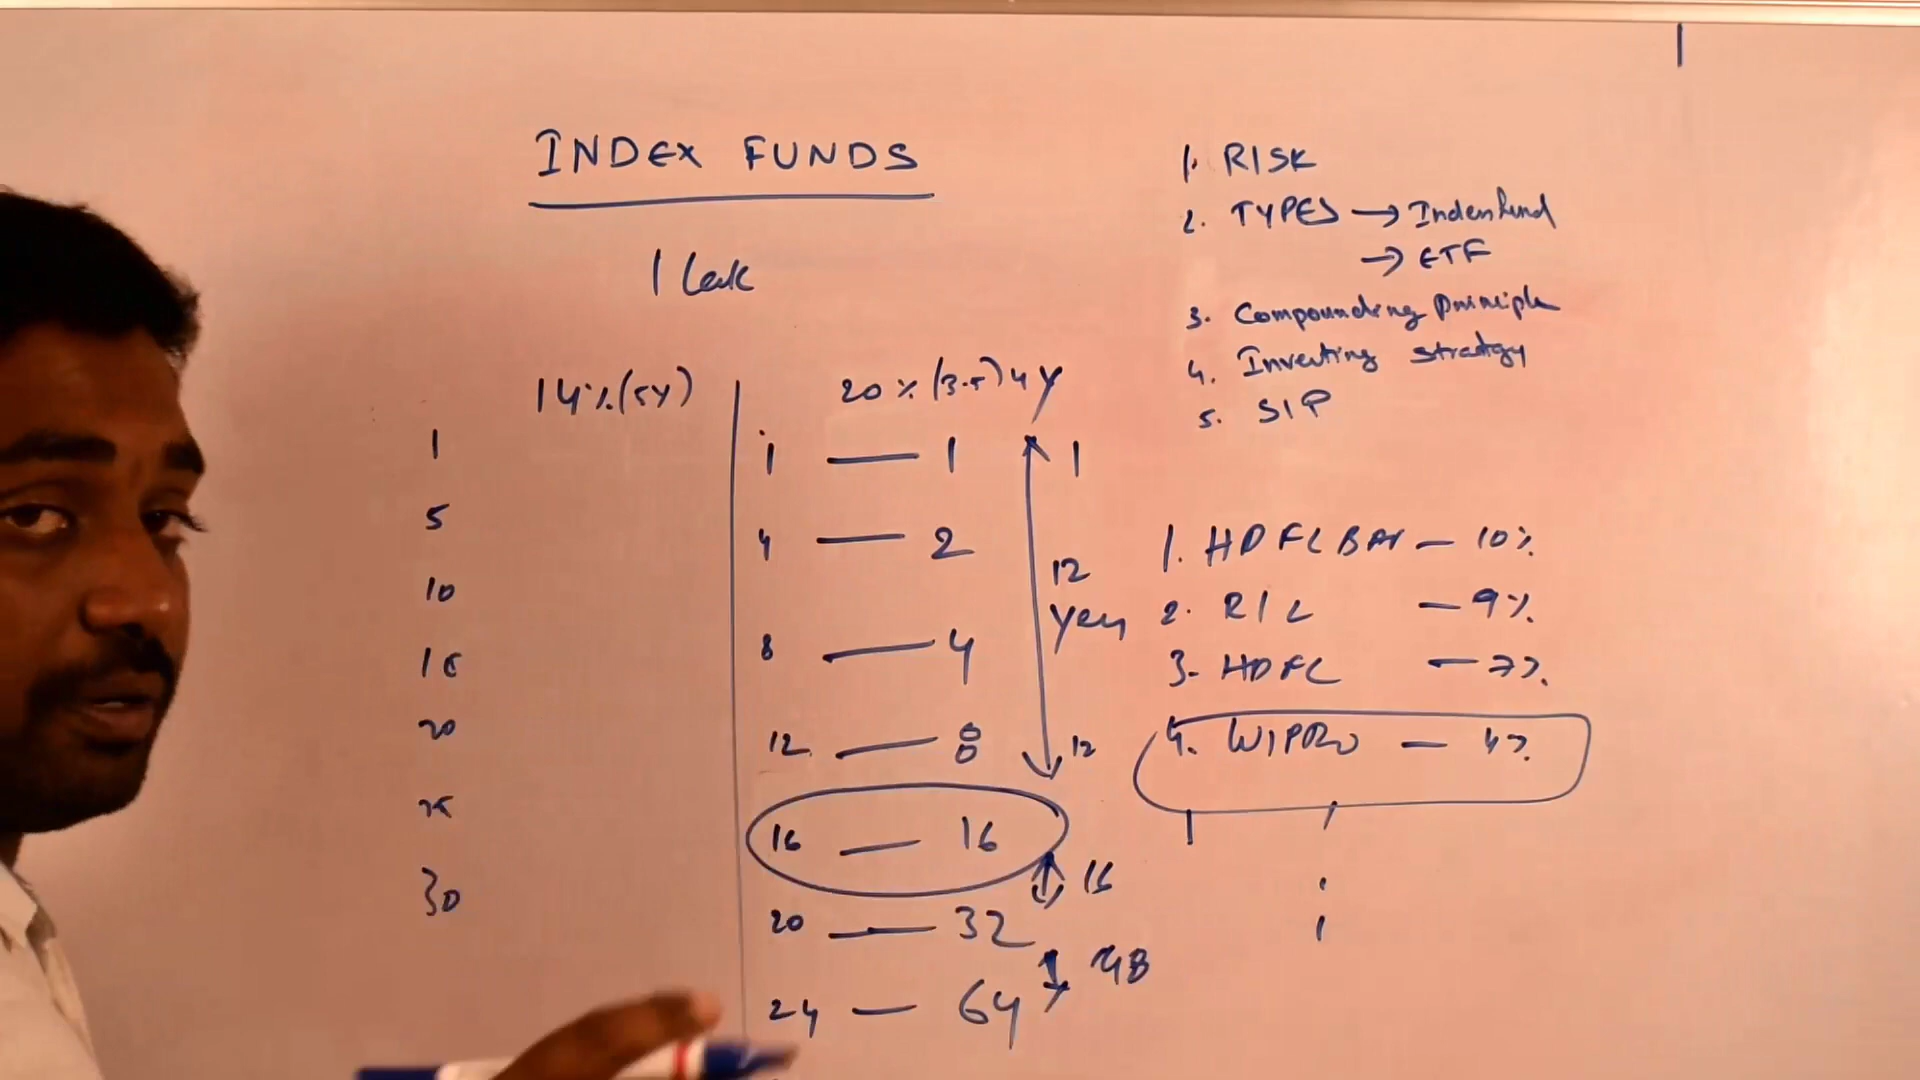 INDEX FUNDS
1 Lak
14%(5Y)
1
5
10
15
20
25
30
20%(3.5)4Y
1 — 1
4 — 2
8 — 4
12 — 8
16 — 16
20 — 32
24 — 64
1
12
Year
12
16
48
1. RISK
2. TYPES → Indexfund
→ ETF
3. Compounding principle
4. Investing strategy
5. SIP
1. HDFC BAN — 10%
2. RIL — 9%
3. HDFC — 7%
4. WIPRO — 4%